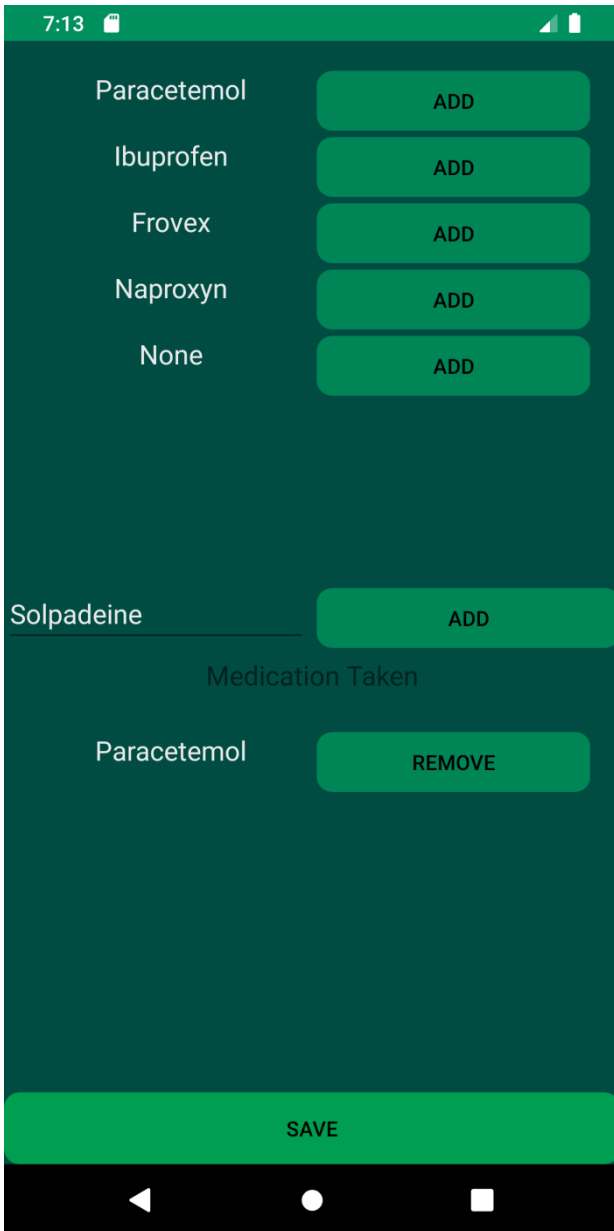 7:13
Paracetemol ADD
Ibuprofen ADD
Frovex ADD
Naproxyn ADD
None ADD
Solpadeine ADD
Medication Taken
Paracetemol REMOVE
SAVE